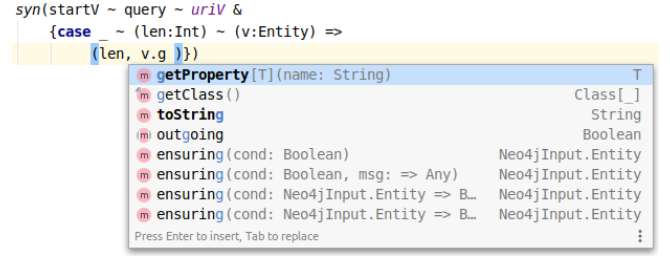 syn(startV ~ query ~ uriV &
{case _ ~ (len:Int) ~ (v:Entity) =>
(len, v.g )})
m getProperty[T](name: String) T
m getClass() Class[_]
m toString String
(m) outgoing Boolean
m ensuring(cond: Boolean) Neo4jInput.Entity
m ensuring(cond: Boolean, msg: => Any) Neo4jInput.Entity
m ensuring(cond: Neo4jInput.Entity => B… Neo4jInput.Entity
m ensuring(cond: Neo4jInput.Entity => B… Neo4jInput.Entity
Press Enter to insert, Tab to replace